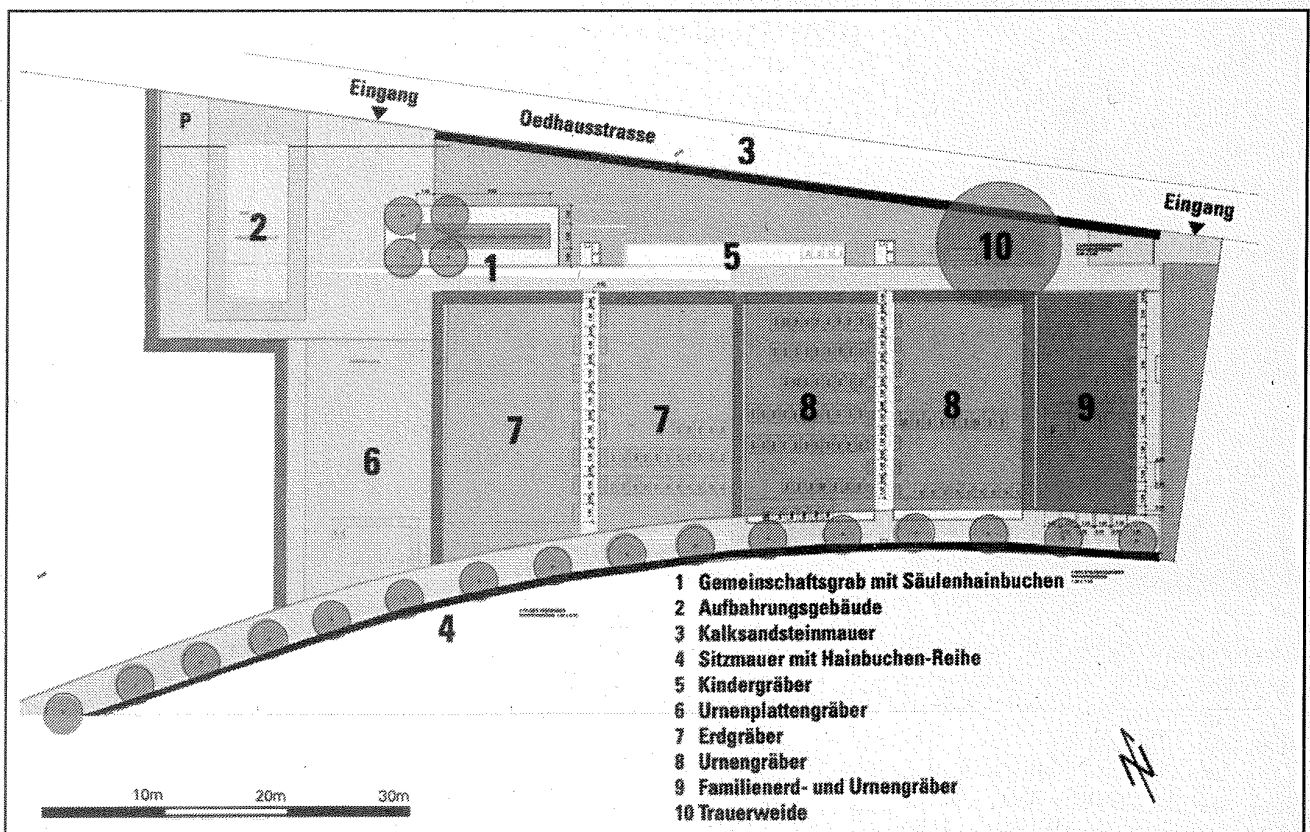 Eingang
Oedhausstrasse
3
P
2
1
5
10
Eingang
6
7
7
8
8
9
4
1 Gemeinschaftsgrab mit Säulenhainbuchen
2 Aufbahrungsgebäude
3 Kalksandsteinmauer
4 Sitzmauer mit Hainbuchen-Reihe
5 Kindergräber
6 Urnenplattengräber
7 Erdgräber
8 Urnengräber
9 Familienerd- und Urnengräber
10 Trauerweide
10m 20m 30m
N